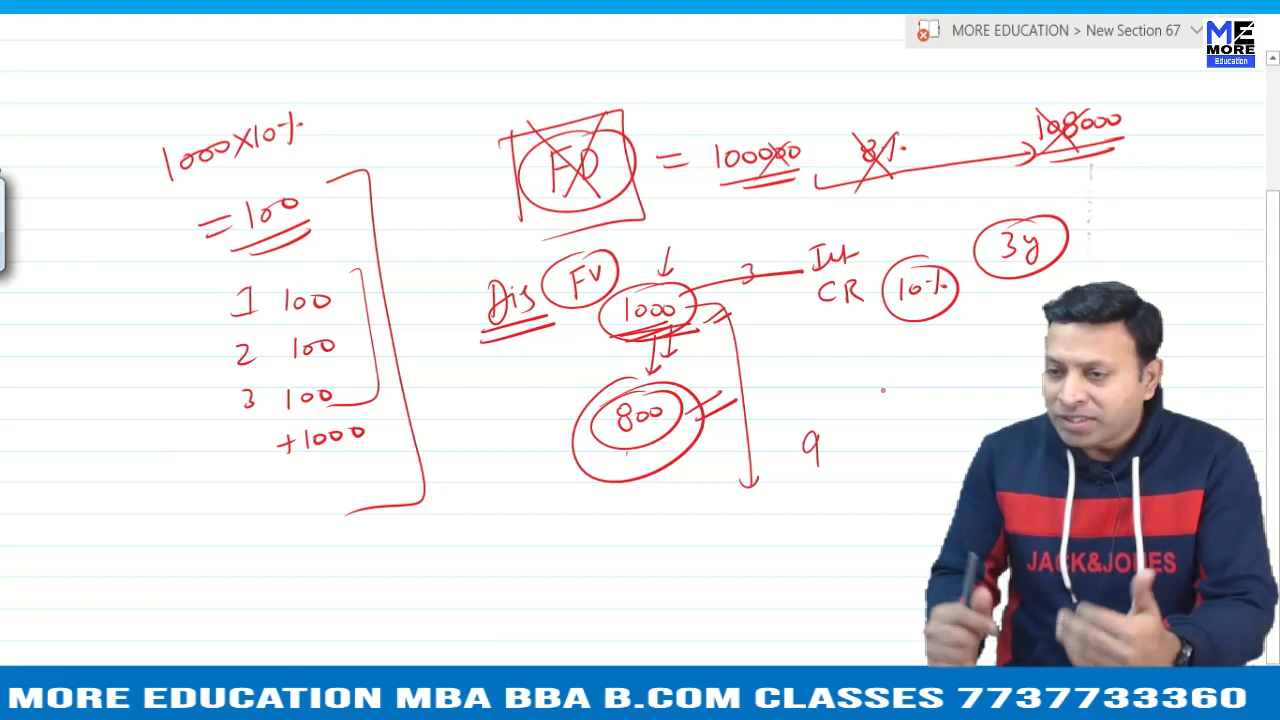 MORE EDUCATION > New Section 67
ME
MORE
Education
1000×10%
= 100
1 100
2 100
3 100
+1000
FD = 100000 8% 108000
Dis FV 1000 3 Int
CR 10% 3y
800
9
JACK&JONES
MORE EDUCATION MBA BBA B.COM CLASSES 7737733360